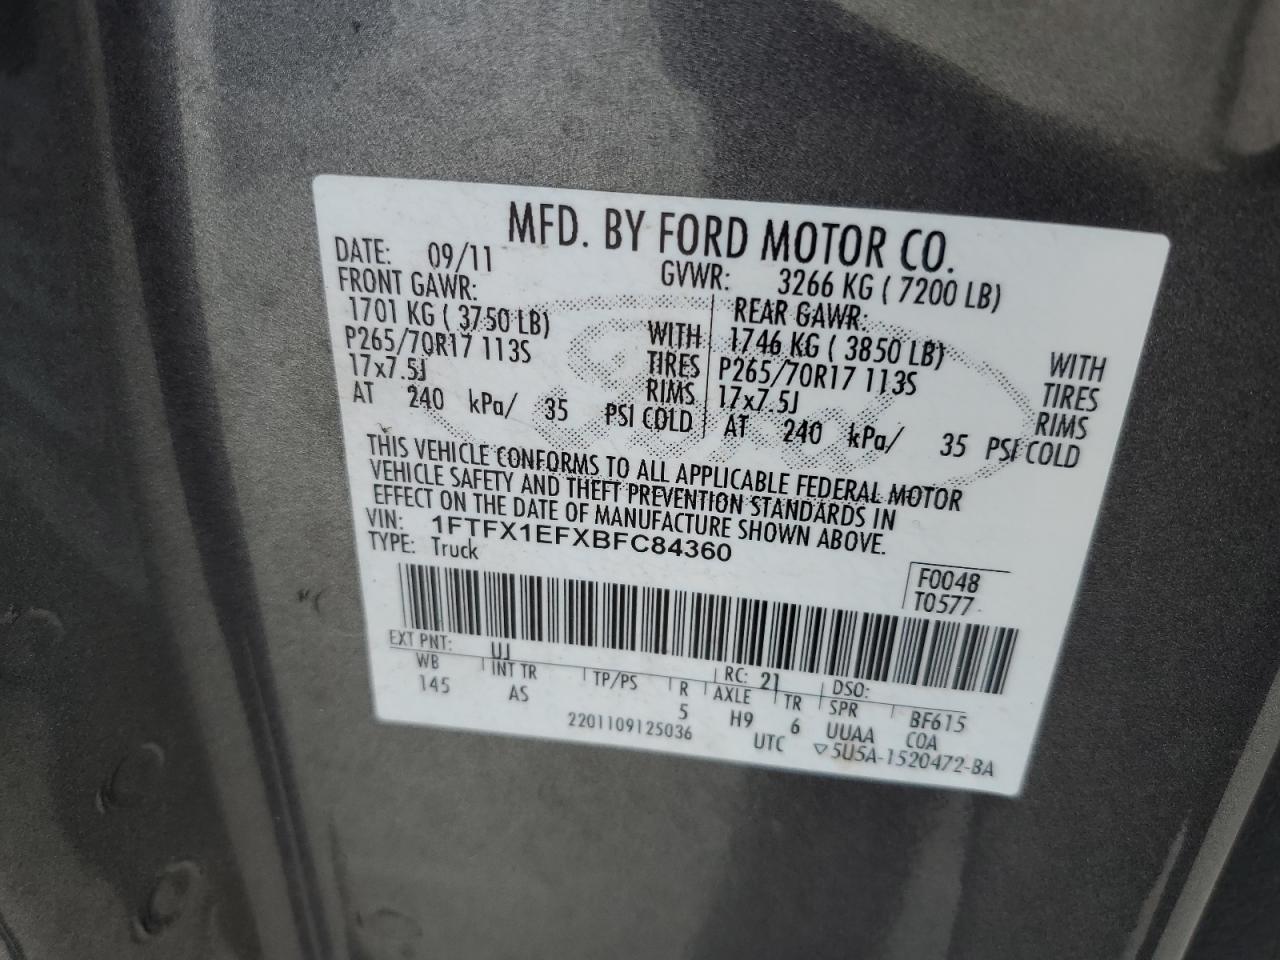 MFD. BY FORD MOTOR CO.
DATE: 09/11 GVWR: 3266 KG ( 7200 LB)
FRONT GAWR: REAR GAWR:
1701 KG ( 3750 LB) WITH 1746 KG ( 3850 LB) WITH
P265/70R17 113S TIRES P265/70R17 113S TIRES
17x7.5J RIMS 17x7.5J RIMS
AT 240 kPa/ 35 PSI COLD AT 240 kPa/ 35 PSI COLD
THIS VEHICLE CONFORMS TO ALL APPLICABLE FEDERAL MOTOR
VEHICLE SAFETY AND THEFT PREVENTION STANDARDS IN
EFFECT ON THE DATE OF MANUFACTURE SHOWN ABOVE.
VIN: 1FTFX1EFXBFC84360
TYPE: Truck
F0048
T0577
EXT PNT: UJ RC: 21 DSO:
WB INT TR TP/PS R AXLE TR SPR BF615
145 AS 5 H9 6 UUAA COA
2201109125036 UTC ▽5U5A-1520472-BA